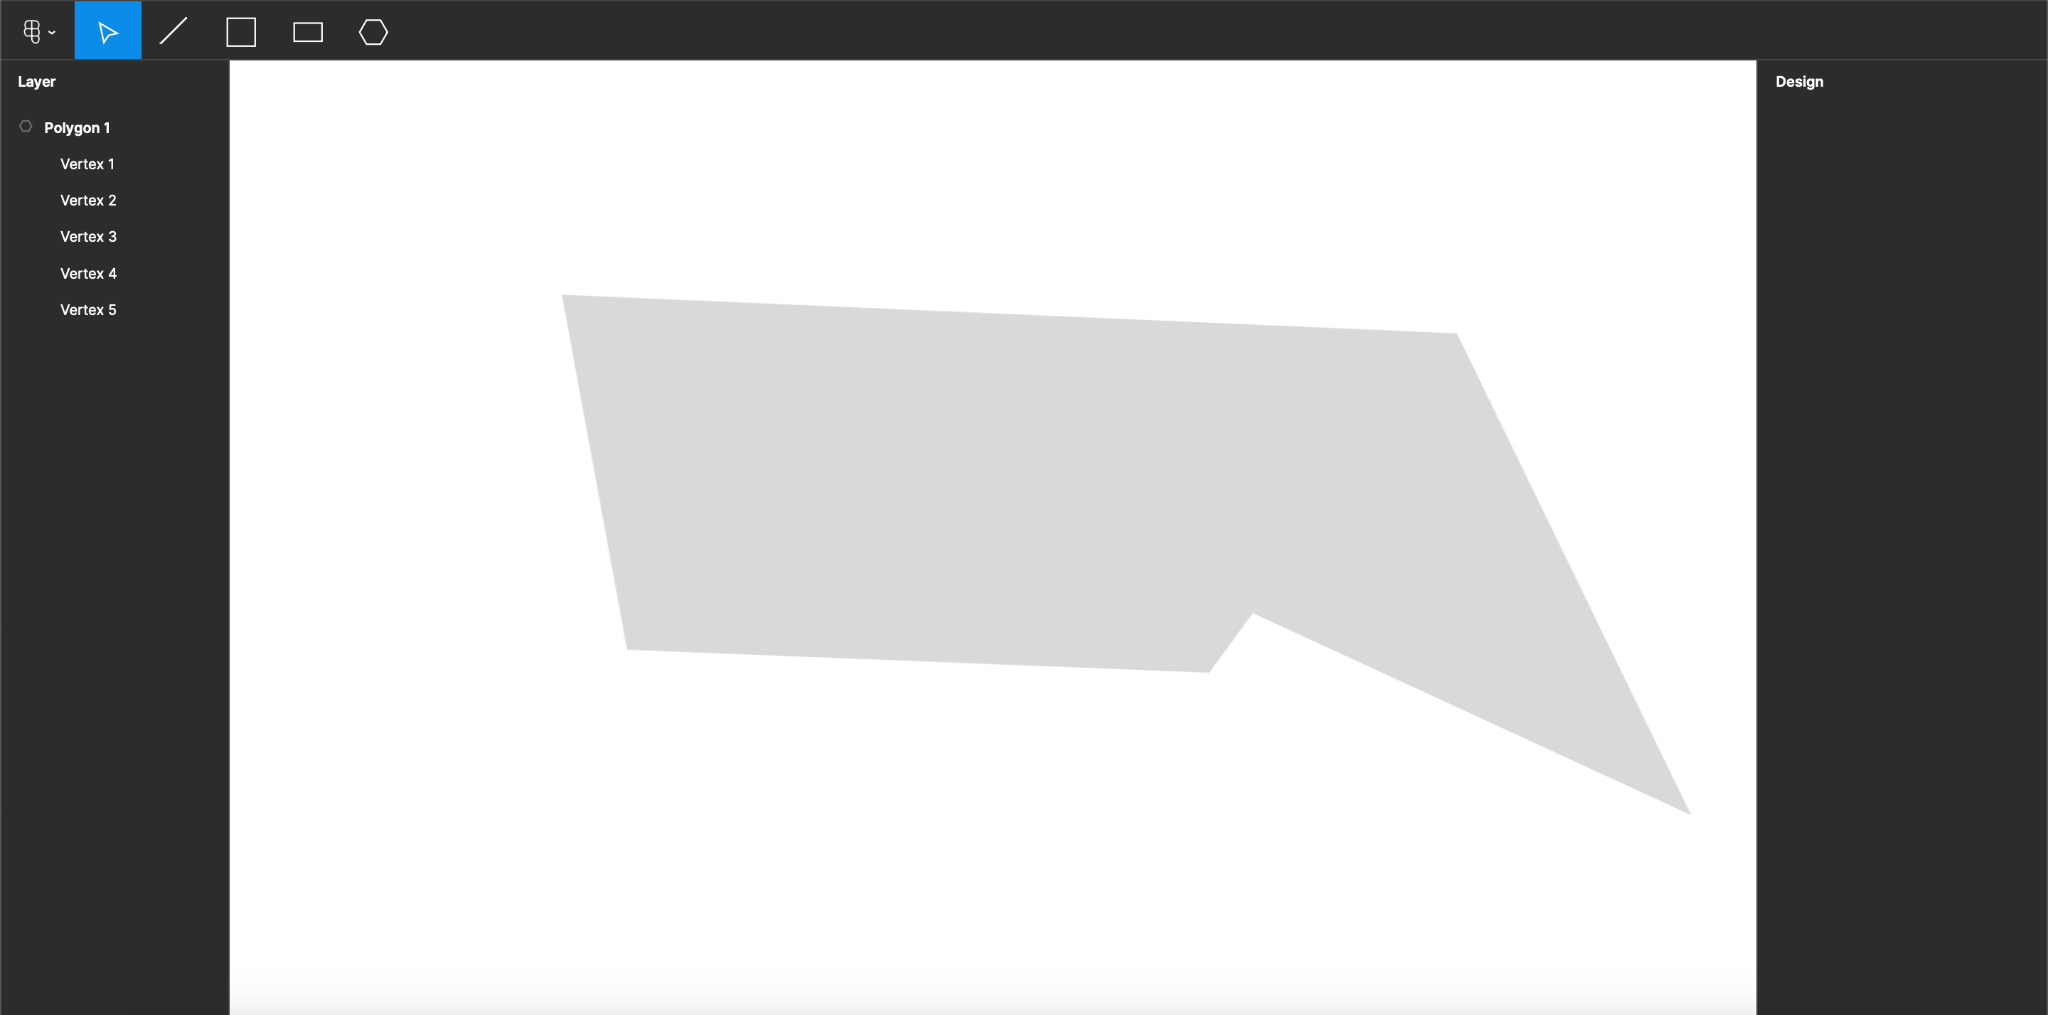 Layer
Polygon 1
Vertex 1
Vertex 2
Vertex 3
Vertex 4
Vertex 5
Design